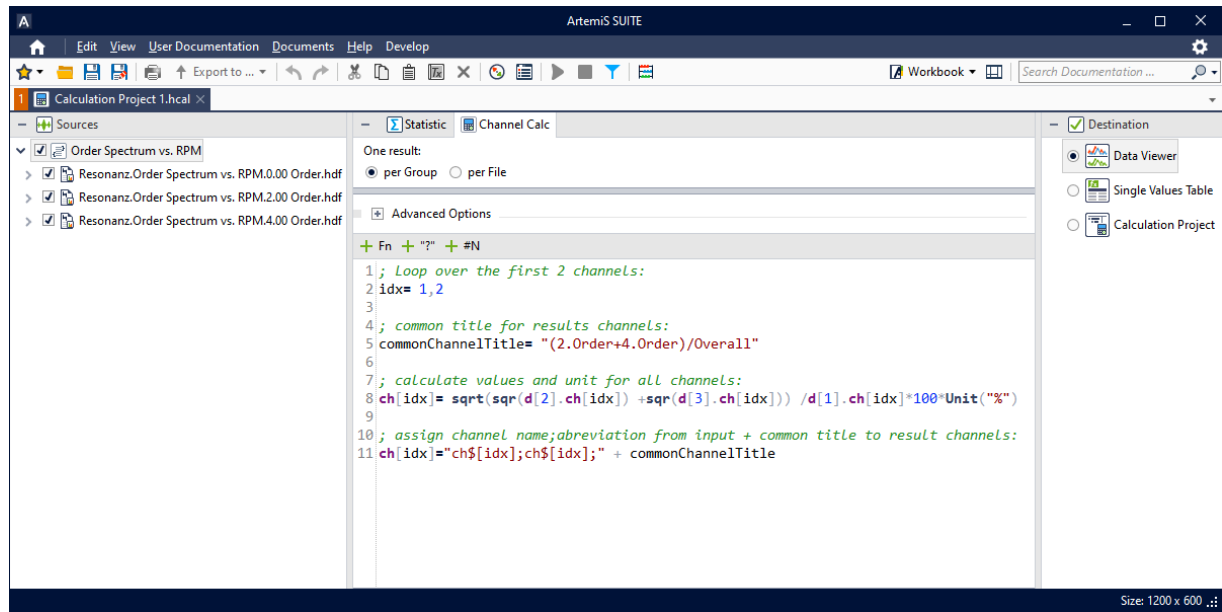 ArtemiS SUITE
Edit View User Documentation Documents Help Develop
Export to ... Workbook Search Documentation ...
1 Calculation Project 1.hcal
Sources
Order Spectrum vs. RPM
Resonanz.Order Spectrum vs. RPM.0.00 Order.hdf
Resonanz.Order Spectrum vs. RPM.2.00 Order.hdf
Resonanz.Order Spectrum vs. RPM.4.00 Order.hdf
Statistic Channel Calc
One result:
per Group per File
Advanced Options
Fn "?" #N
1 ; Loop over the first 2 channels:
2 idx= 1,2
3
4 ; common title for results channels:
5 commonChannelTitle= "(2.Order+4.Order)/Overall"
6
7 ; calculate values and unit for all channels:
8 ch[idx]= sqrt(sqr(d[2].ch[idx]) +sqr(d[3].ch[idx])) /d[1].ch[idx]*100*Unit("%")
9
10 ; assign channel name;abreviation from input + common title to result channels:
11 ch[idx]="ch$[idx];ch$[idx];" + commonChannelTitle
Destination
Data Viewer
Single Values Table
Calculation Project
Size: 1200 x 600